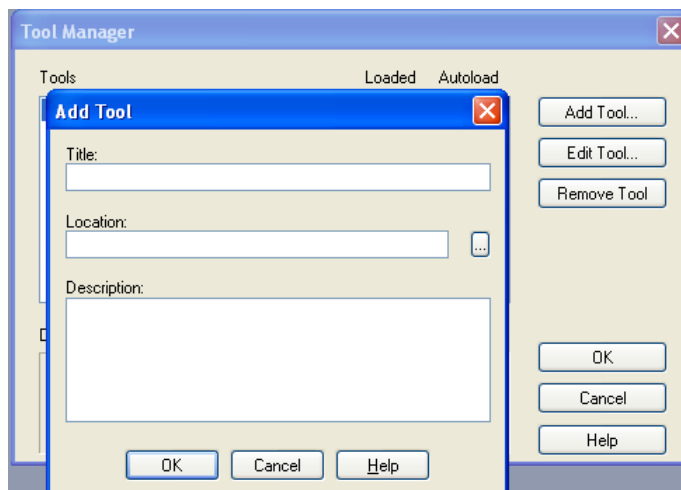 Tool Manager
Tools Loaded Autoload
Add Tool
Add Tool...
Title:
Edit Tool...
Remove Tool
Location:
...
Description:
D
OK
Cancel
Help
OK Cancel Help